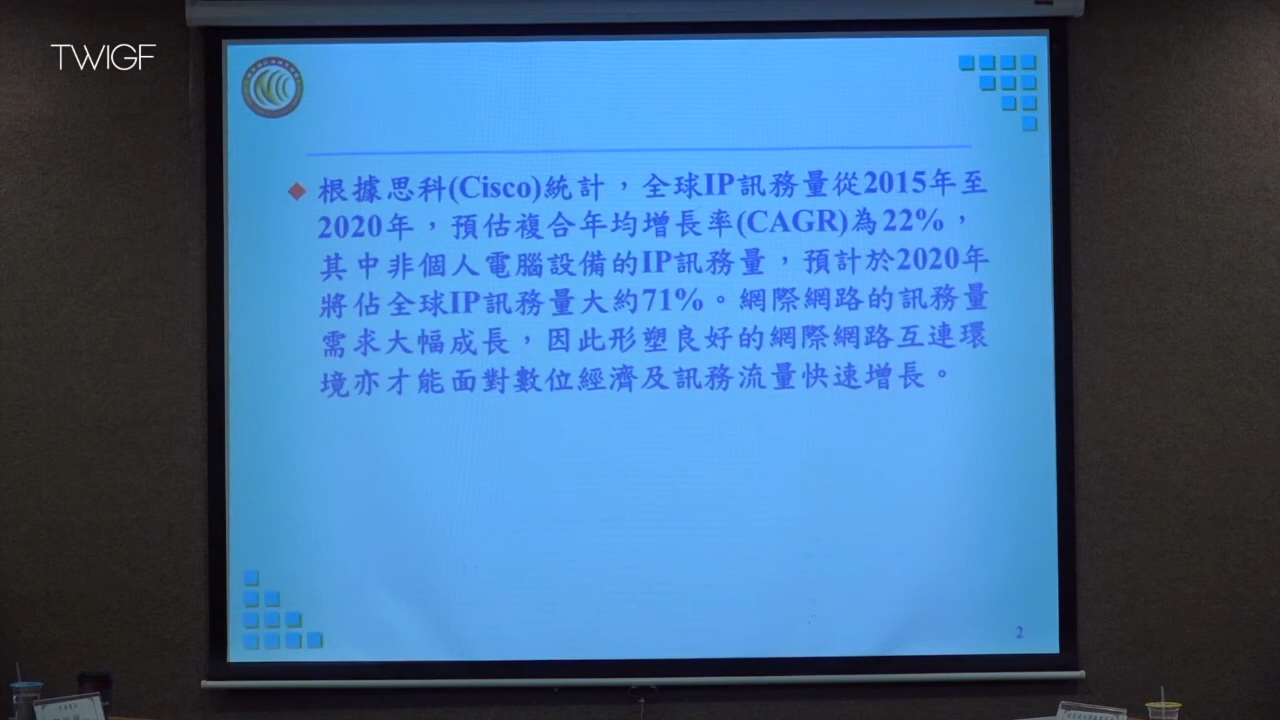 TWIGF
NCC
根據思科(Cisco)統計，全球IP訊務量從2015年至
2020年，預估複合年均增長率(CAGR)為22%，
其中非個人電腦設備的IP訊務量，預計於2020年
將佔全球IP訊務量大約71%。網際網路的訊務量
需求大幅成長，因此形塑良好的網際網路互連環
境亦才能面對數位經濟及訊務流量快速增長。
2